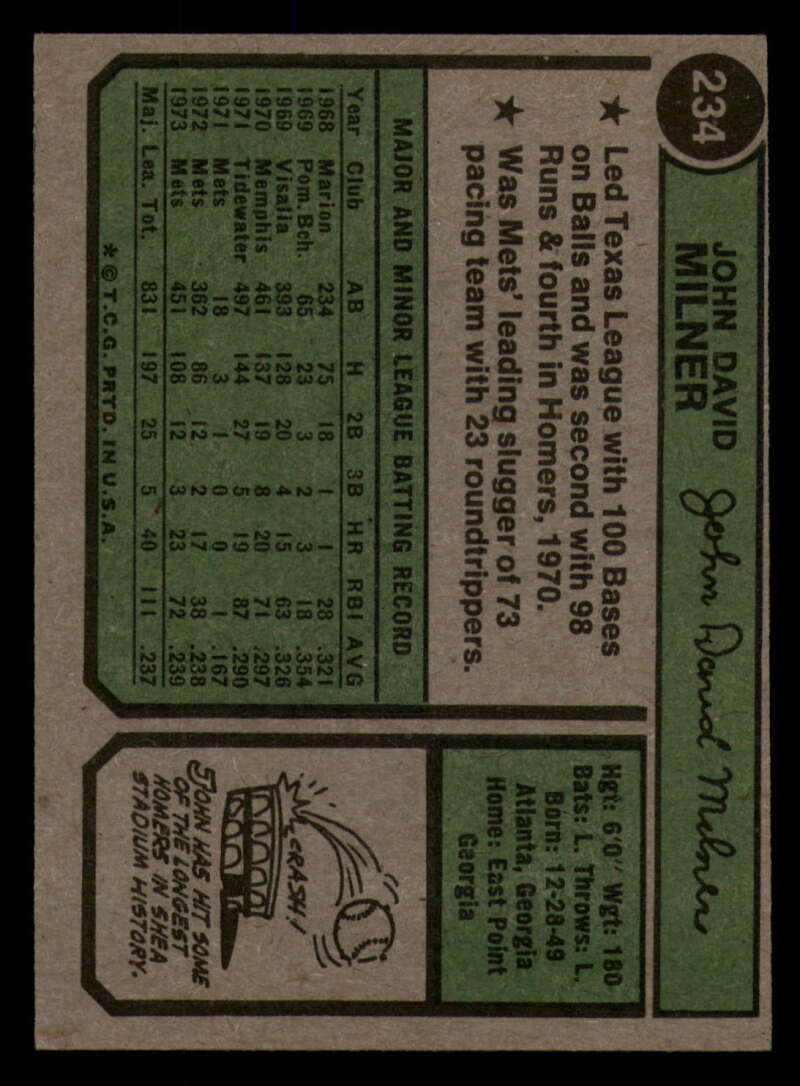 234
JOHN DAVID
MILNER
John David Milner
★ Led Texas League with 100 Bases
on Balls and was second with 98
Runs & fourth in Homers, 1970.
★ Was Mets' leading slugger of 73
pacing team with 23 roundtrippers.
MAJOR AND MINOR LEAGUE BATTING RECORD
Year Club AB H 2B 3B HR RBI AVG
1968 Marion 234 75 18 1 1 28 .321
1969 Pom. Bch. 65 23 3 2 3 18 .354
1969 Visalia 393 128 20 4 15 63 .326
1970 Memphis 461 137 19 8 20 71 .297
1971 Tidewater 497 144 27 5 19 87 .290
1971 Mets 18 3 1 0 0 1 .167
1972 Mets 362 86 12 2 17 38 .238
1973 Mets 451 108 12 3 23 72 .239
Maj. Lea. Tot. 831 197 25 5 40 111 .237
* © T.C.G. PRTD. IN U.S.A.
Hgt: 6'0" Wgt: 180
Bats: L. Throws: L.
Born: 12-28-49
Atlanta, Georgia
Home: East Point
Georgia
CRASH!
JOHN HAS HIT SOME
OF THE LONGEST
HOMERS IN SHEA
STADIUM HISTORY.